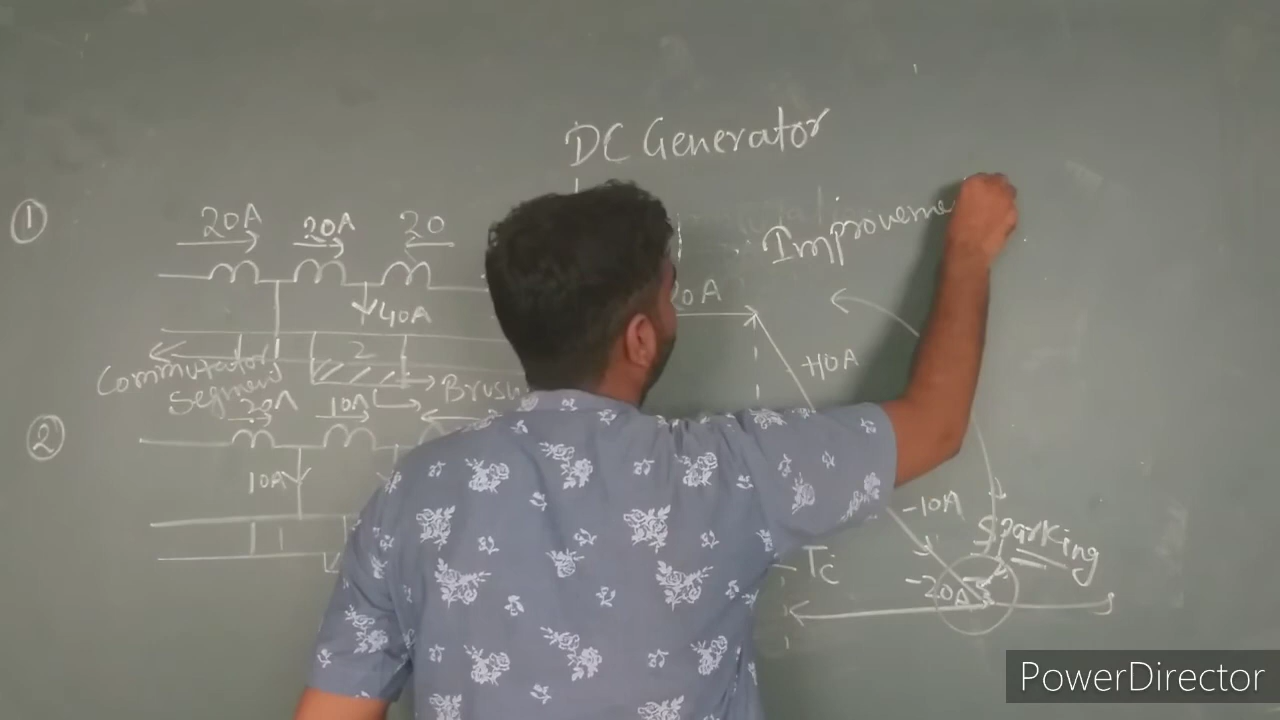 DC Generator
Improveme
①
20A
20A
20
40A
2
Commutator
Segment
Brush
20A
10A
②
10A
1
20A
+10A
-10A
Sparking
Tc
-20A
PowerDirector